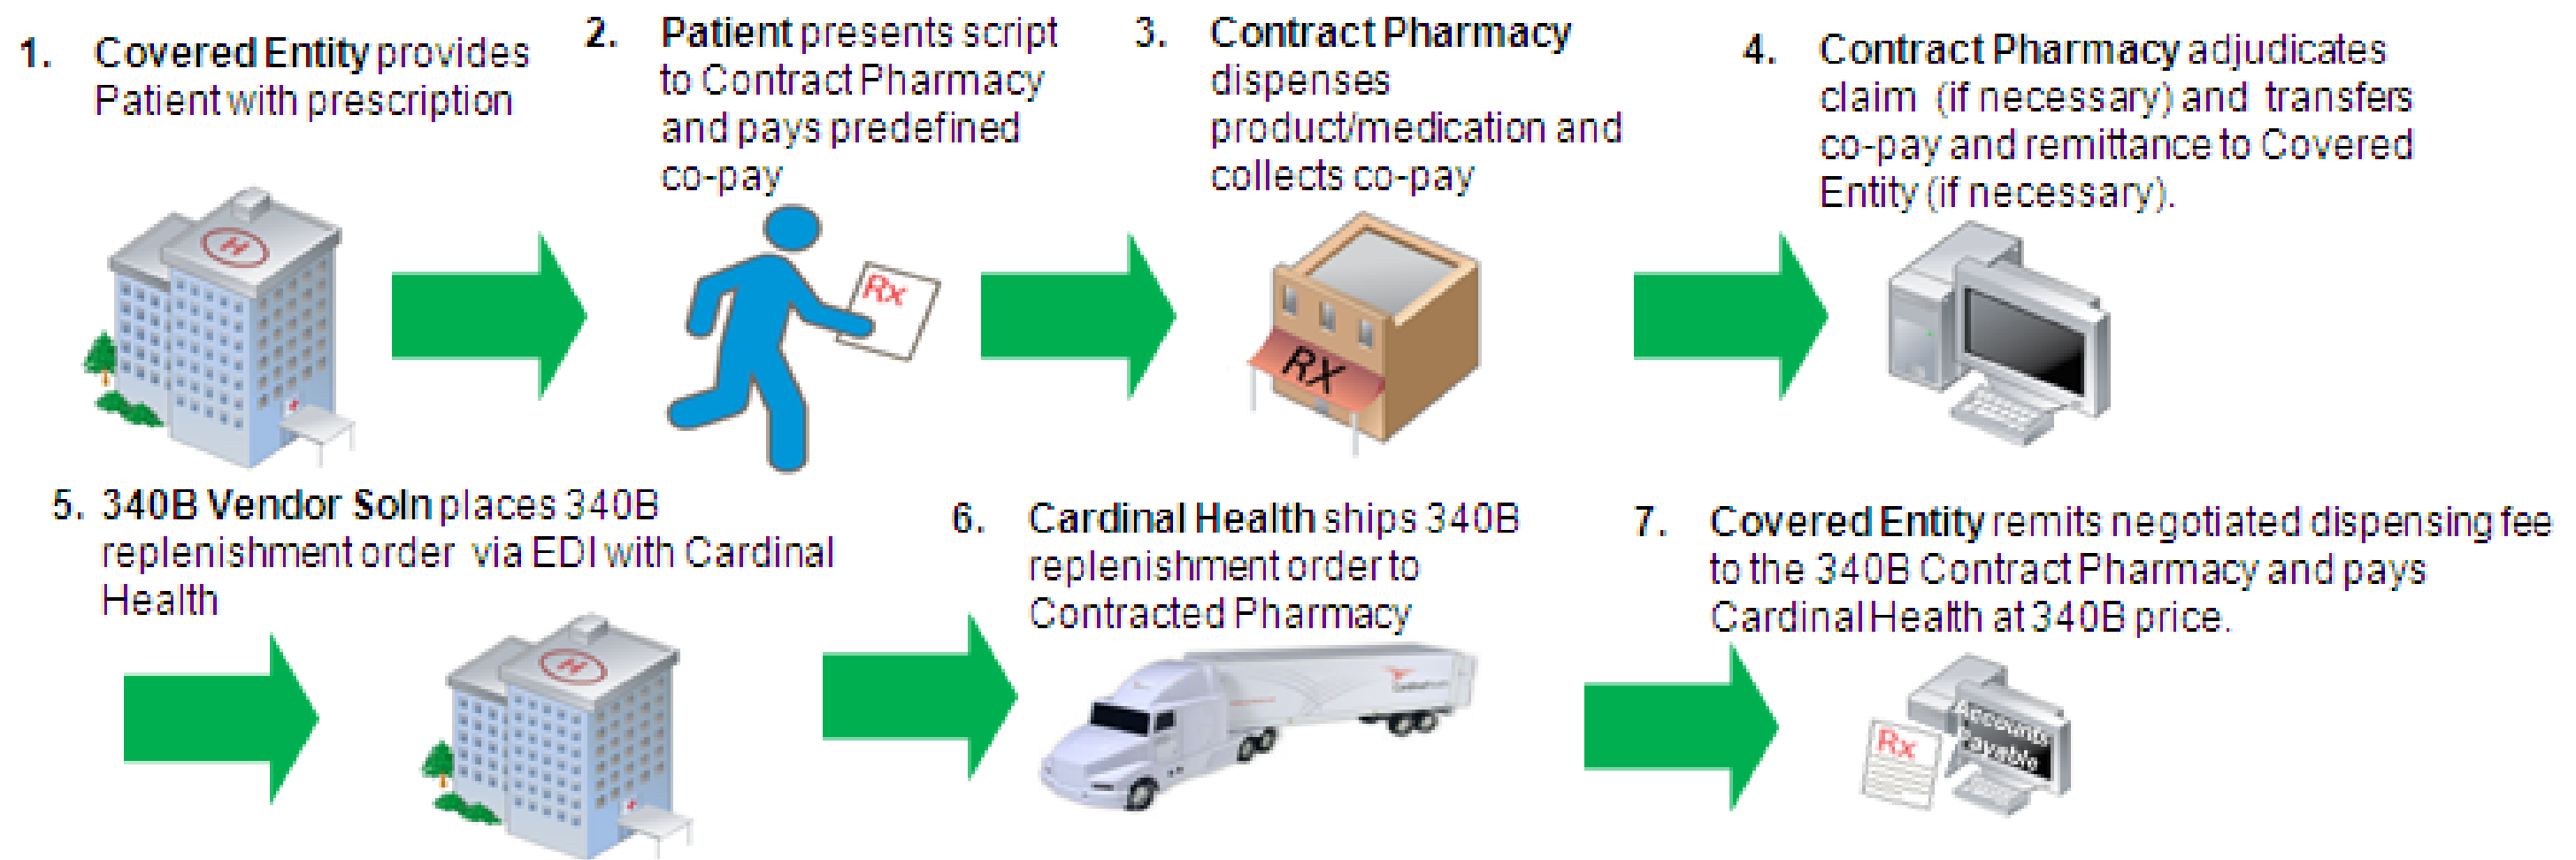 1. Covered Entity provides
Patient with prescription
2. Patient presents script
to Contract Pharmacy
and pays predefined
co-pay
3. Contract Pharmacy
dispenses
product/medication and
collects co-pay
4. Contract Pharmacy adjudicates
claim (if necessary) and transfers
co-pay and remittance to Covered
Entity (if necessary).
H
Rx
RX
5. 340B Vendor Soln places 340B
replenishment order via EDI with Cardinal
Health
6. Cardinal Health ships 340B
replenishment order to
Contracted Pharmacy
7. Covered Entity remits negotiated dispensing fee
to the 340B Contract Pharmacy and pays
Cardinal Health at 340B price.
H
CardinalHealth
Rx
Accounts
Payable